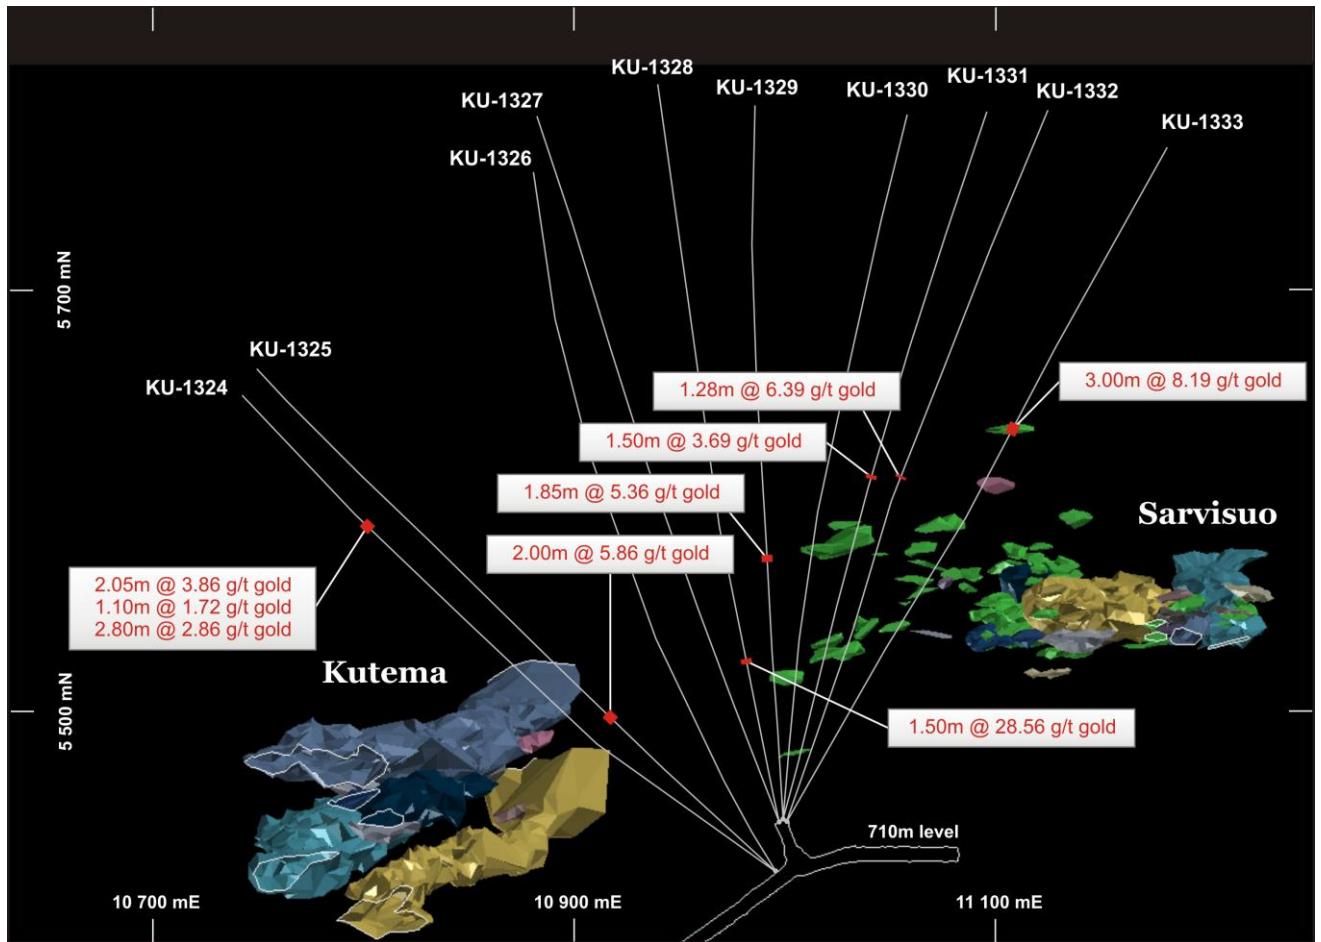 KU-1328
KU-1329
KU-1330
KU-1331
KU-1332
KU-1333
KU-1327
KU-1326
5 700 mN
KU-1325
KU-1324
1.28m @ 6.39 g/t gold
3.00m @ 8.19 g/t gold
1.50m @ 3.69 g/t gold
1.85m @ 5.36 g/t gold
Sarvisuo
2.00m @ 5.86 g/t gold
2.05m @ 3.86 g/t gold
1.10m @ 1.72 g/t gold
2.80m @ 2.86 g/t gold
Kutema
5 500 mN
1.50m @ 28.56 g/t gold
710m level
10 700 mE
10 900 mE
11 100 mE